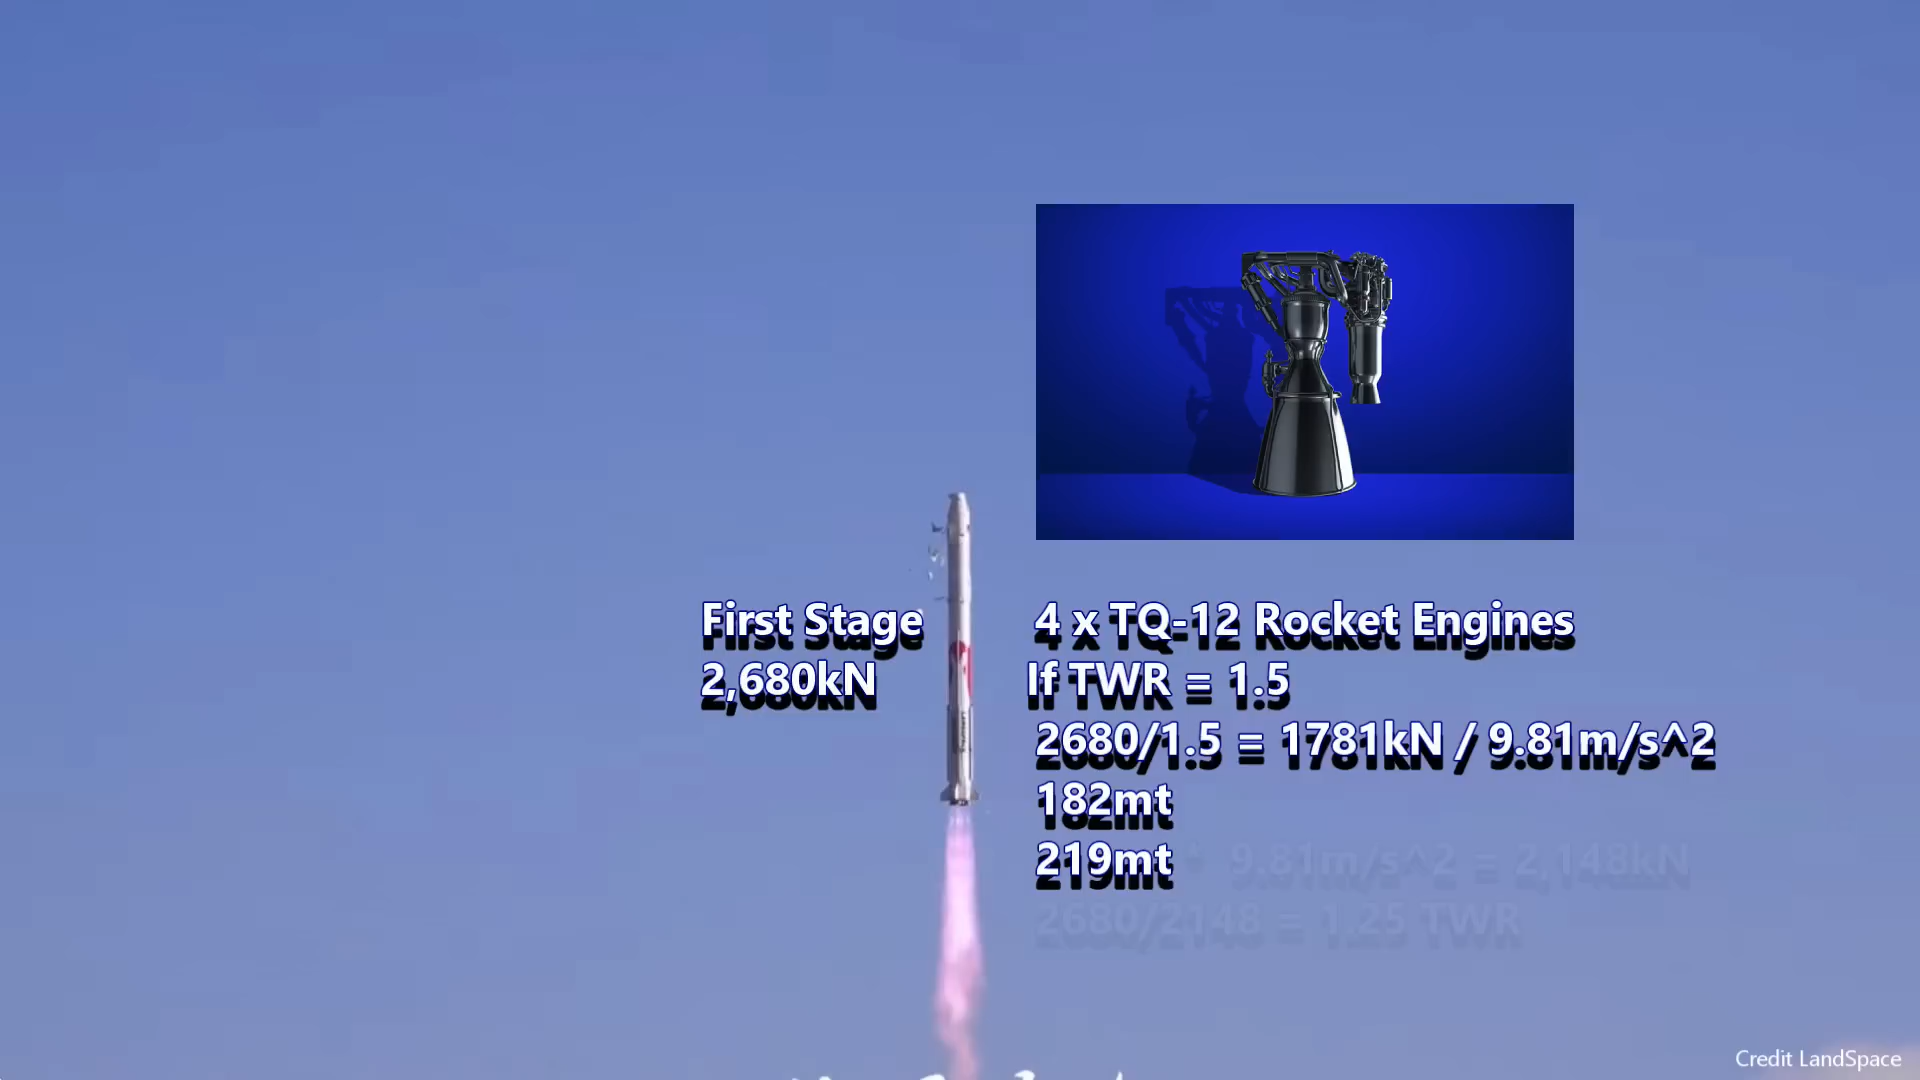 First Stage
2,680kN
4 x TQ-12 Rocket Engines
If TWR = 1.5
2680/1.5 = 1781kN / 9.81m/s^2
182mt
219mt * 9.81m/s^2 = 2,148kN
2680/2148 = 1.25 TWR
Credit LandSpace